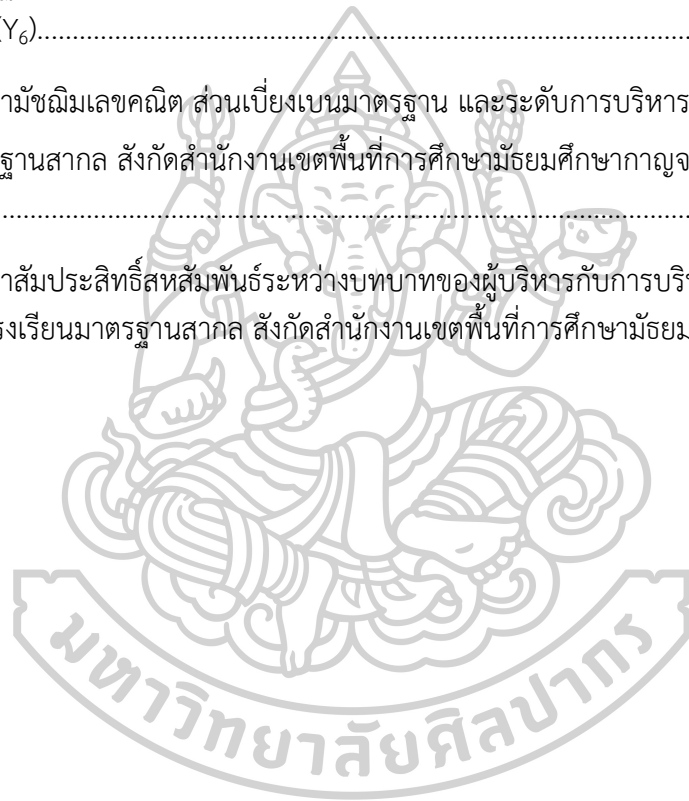 (Y₆)
ามัชฌิมเลขคณิต ส่วนเบี่ยงเบนมาตรฐาน และระดับการบริหาร
ฐานสากล สังกัดสำนักงานเขตพื้นที่การศึกษามัธยมศึกษากาญจ
าสัมประสิทธิ์สหสัมพันธ์ระหว่างบทบาทของผู้บริหารกับการบริ
รงเรียนมาตรฐานสากล สังกัดสำนักงานเขตพื้นที่การศึกษามัธยม
มหาวิทยาลัยศิลปากร